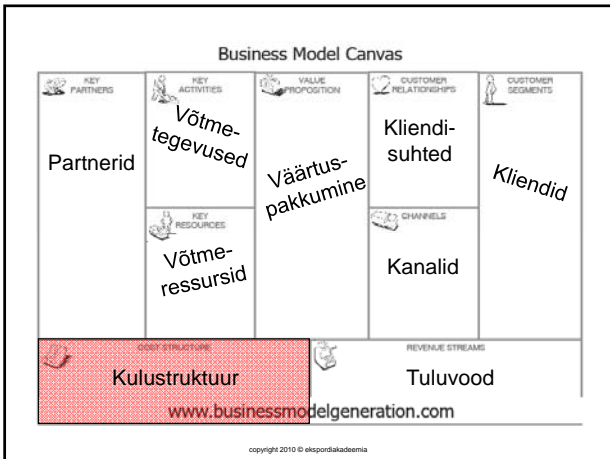 Business Model Canvas
KEY
PARTNERS
Partnerid
KEY
ACTIVITIES
Võtme-
tegevused
KEY
RESOURCES
Võtme-
ressursid
VALUE
PROPOSITION
Väärtus-
pakkumine
CUSTOMER
RELATIONSHIPS
Kliendi-
suhted
CHANNELS
Kanalid
CUSTOMER
SEGMENTS
Kliendid
COST STRUCTURE
Kulustruktuur
REVENUE STREAMS
Tuluvood
www.businessmodelgeneration.com
copyright 2010 © ekspordiakadeemia